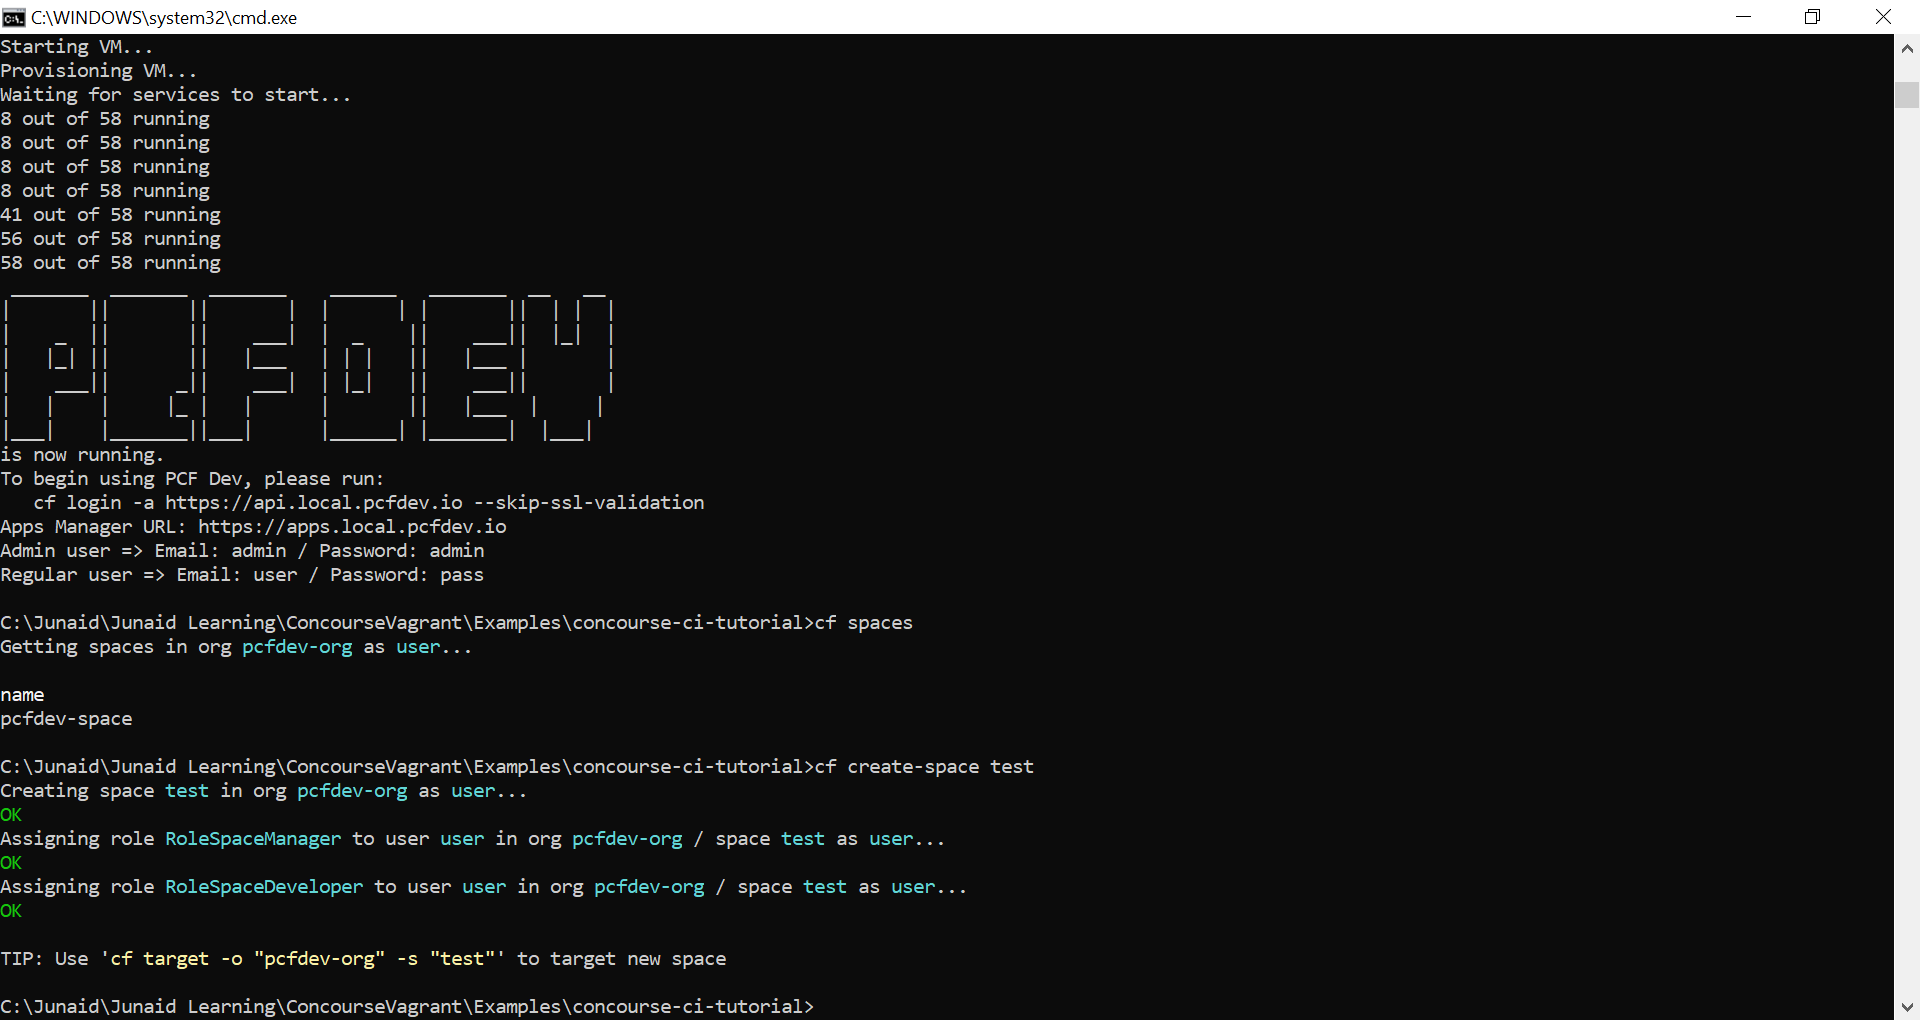 C:\WINDOWS\system32\cmd.exe
Starting VM...
Provisioning VM...
Waiting for services to start...
8 out of 58 running
8 out of 58 running
8 out of 58 running
8 out of 58 running
41 out of 58 running
56 out of 58 running
58 out of 58 running
PCF DEV
is now running.
To begin using PCF Dev, please run:
   cf login -a https://api.local.pcfdev.io --skip-ssl-validation
Apps Manager URL: https://apps.local.pcfdev.io
Admin user => Email: admin / Password: admin
Regular user => Email: user / Password: pass
C:\Junaid\Junaid Learning\ConcourseVagrant\Examples\concourse-ci-tutorial>cf spaces
Getting spaces in org pcfdev-org as user...
name
pcfdev-space
C:\Junaid\Junaid Learning\ConcourseVagrant\Examples\concourse-ci-tutorial>cf create-space test
Creating space test in org pcfdev-org as user...
OK
Assigning role RoleSpaceManager to user user in org pcfdev-org / space test as user...
OK
Assigning role RoleSpaceDeveloper to user user in org pcfdev-org / space test as user...
OK
TIP: Use 'cf target -o "pcfdev-org" -s "test"' to target new space
C:\Junaid\Junaid Learning\ConcourseVagrant\Examples\concourse-ci-tutorial>